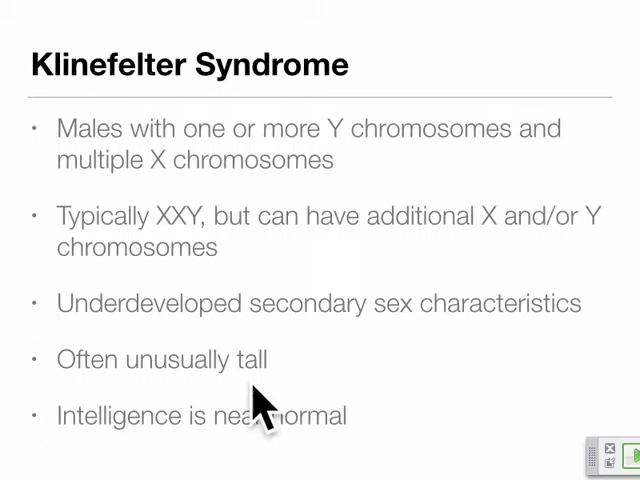 Klinefelter Syndrome
• Males with one or more Y chromosomes and
multiple X chromosomes
• Typically XXY, but can have additional X and/or Y
chromosomes
• Underdeveloped secondary sex characteristics
• Often unusually tall
• Intelligence is near normal